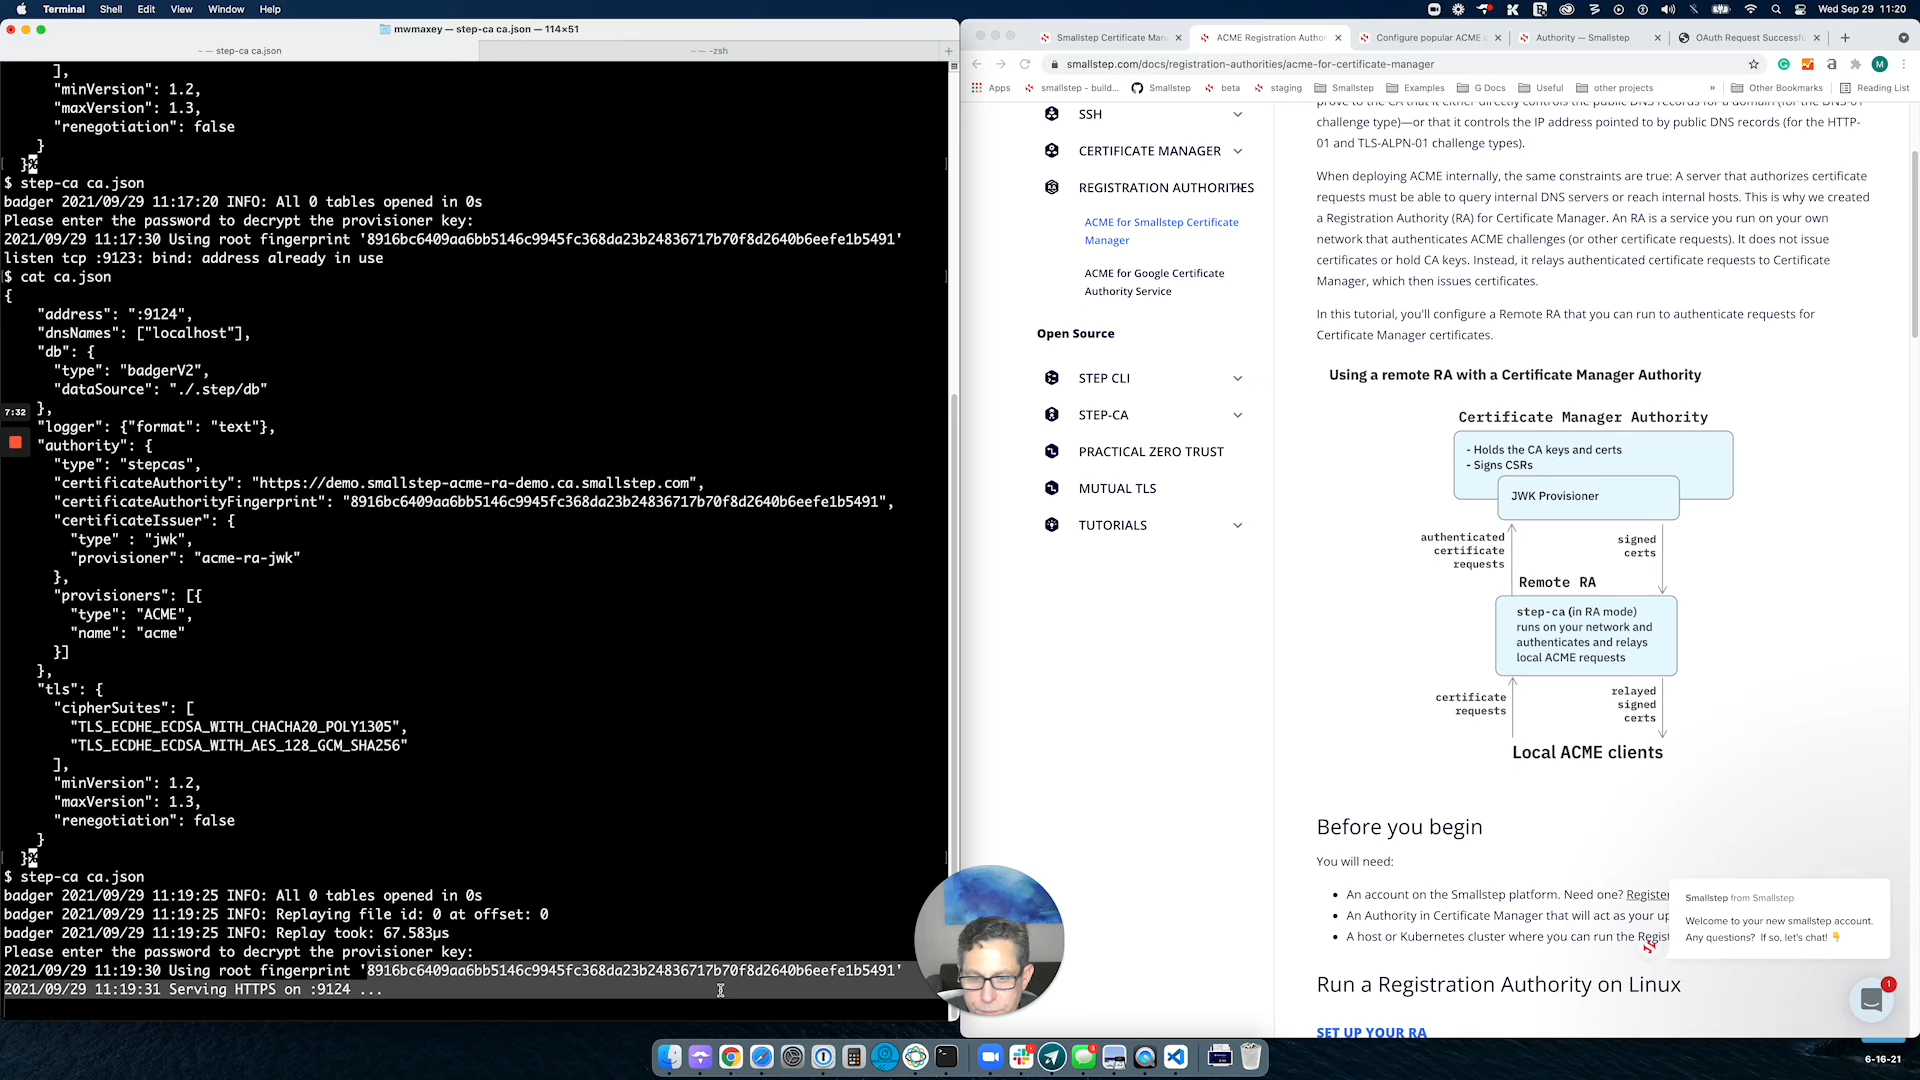 Terminal Shell Edit View Window Help
Wed Sep 29 11:20
mwmaxey — step-ca ca.json — 114×51
~ — step-ca ca.json
~ — -zsh
],
"minVersion": 1.2,
"maxVersion": 1.3,
"renegotiation": false
}
}%
$ step-ca ca.json
badger 2021/09/29 11:17:20 INFO: All 0 tables opened in 0s
Please enter the password to decrypt the provisioner key:
2021/09/29 11:17:30 Using root fingerprint '8916bc6409aa6bb5146c9945fc368da23b24836717b70f8d2640b6eefe1b5491'
listen tcp :9123: bind: address already in use
$ cat ca.json
{
"address": ":9124",
"dnsNames": ["localhost"],
"db": {
"type": "badgerV2",
"dataSource": "./.step/db"
},
"logger": {"format": "text"},
"authority": {
"type": "stepcas",
"certificateAuthority": "https://demo.smallstep-acme-ra-demo.ca.smallstep.com",
"certificateAuthorityFingerprint": "8916bc6409aa6bb5146c9945fc368da23b24836717b70f8d2640b6eefe1b5491",
"certificateIssuer": {
"type" : "jwk",
"provisioner": "acme-ra-jwk"
},
"provisioners": [{
"type": "ACME",
"name": "acme"
}]
},
"tls": {
"cipherSuites": [
"TLS_ECDHE_ECDSA_WITH_CHACHA20_POLY1305",
"TLS_ECDHE_ECDSA_WITH_AES_128_GCM_SHA256"
],
"minVersion": 1.2,
"maxVersion": 1.3,
"renegotiation": false
}
}%
$ step-ca ca.json
badger 2021/09/29 11:19:25 INFO: All 0 tables opened in 0s
badger 2021/09/29 11:19:25 INFO: Replaying file id: 0 at offset: 0
badger 2021/09/29 11:19:25 INFO: Replay took: 67.583µs
Please enter the password to decrypt the provisioner key:
2021/09/29 11:19:30 Using root fingerprint '8916bc6409aa6bb5146c9945fc368da23b24836717b70f8d2640b6eefe1b5491'
2021/09/29 11:19:31 Serving HTTPS on :9124 ...
7:32
Smallstep Certificate Man
ACME Registration Author
Configure popular ACME c
Authority — Smallstep
OAuth Request Successfu
smallstep.com/docs/registration-authorities/acme-for-certificate-manager
M
Apps
smallstep - build...
Smallstep
beta
staging
Smallstep
Examples
G Docs
Useful
other projects
»
Other Bookmarks
Reading List
SSH
CERTIFICATE MANAGER
REGISTRATION AUTHORITIES
ACME for Smallstep Certificate
Manager
ACME for Google Certificate
Authority Service
Open Source
STEP CLI
STEP-CA
PRACTICAL ZERO TRUST
MUTUAL TLS
TUTORIALS
prove to the CA that it either directly controls the public DNS records for a domain (for the DNS-01
challenge type)—or that it controls the IP address pointed to by public DNS records (for the HTTP-
01 and TLS-ALPN-01 challenge types).
When deploying ACME internally, the same constraints are true: A server that authorizes certificate
requests must be able to query internal DNS servers or reach internal hosts. This is why we created
a Registration Authority (RA) for Certificate Manager. An RA is a service you run on your own
network that authenticates ACME challenges (or other certificate requests). It does not issue
certificates or hold CA keys. Instead, it relays authenticated certificate requests to Certificate
Manager, which then issues certificates.
In this tutorial, you'll configure a Remote RA that you can run to authenticate requests for
Certificate Manager certificates.
Using a remote RA with a Certificate Manager Authority
Certificate Manager Authority
- Holds the CA keys and certs
- Signs CSRs
JWK Provisioner
authenticated
certificate
requests
signed
certs
Remote RA
step-ca (in RA mode)
runs on your network and
authenticates and relays
local ACME requests
certificate
requests
relayed
signed
certs
Local ACME clients
Before you begin
You will need:
An account on the Smallstep platform. Need one? Register
An Authority in Certificate Manager that will act as your up
A host or Kubernetes cluster where you can run the Regist
Smallstep from Smallstep
Welcome to your new smallstep account.
Any questions? If so, let's chat! 👇
Run a Registration Authority on Linux
1
SET UP YOUR RA
6-16-21